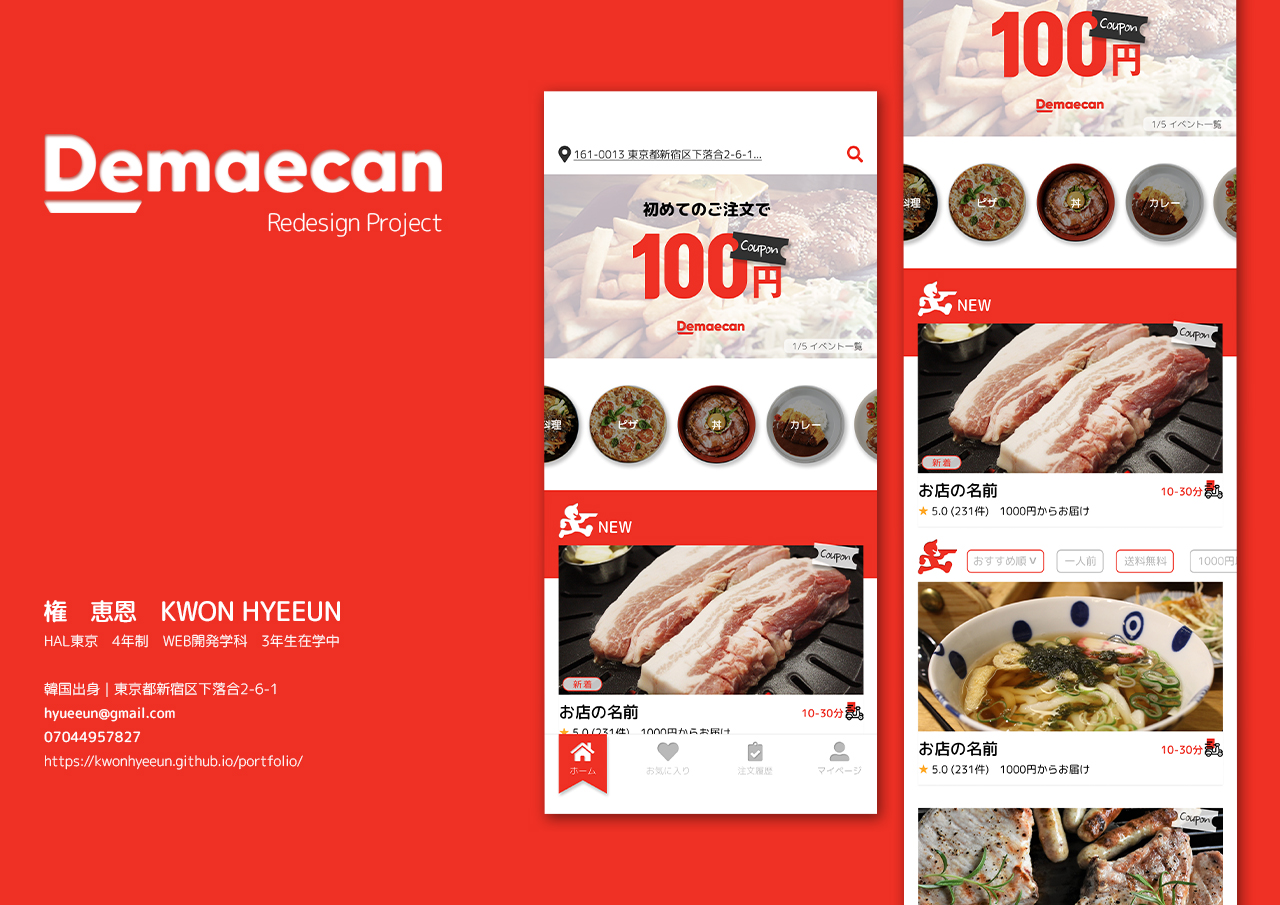 Demaecan
Redesign Project
権　恵恩　KWON HYEEUN
HAL東京　4年制　WEB開発学科　3年生在学中
韓国出身 | 東京都新宿区下落合2-6-1
hyueeun@gmail.com
07044957827
https://kwonhyeeun.github.io/portfolio/
161-0013 東京都新宿区下落合2-6-1...
初めてのご注文で
100円
Coupon
Demaecan
1/5 イベント一覧
料理
ピザ
丼
カレー
NEW
Coupon
新着
お店の名前
10-30分
★ 5.0 (231件)　1000円からお届け
ホーム
お気に入り
注文履歴
マイページ
100円
Coupon
Demaecan
1/5 イベント一覧
料理
ピザ
丼
カレー
NEW
Coupon
新着
お店の名前
10-30分
★ 5.0 (231件)　1000円からお届け
おすすめ順 ∨
一人前
送料無料
1000円
お店の名前
10-30分
★ 5.0 (231件)　1000円からお届け
Coupon